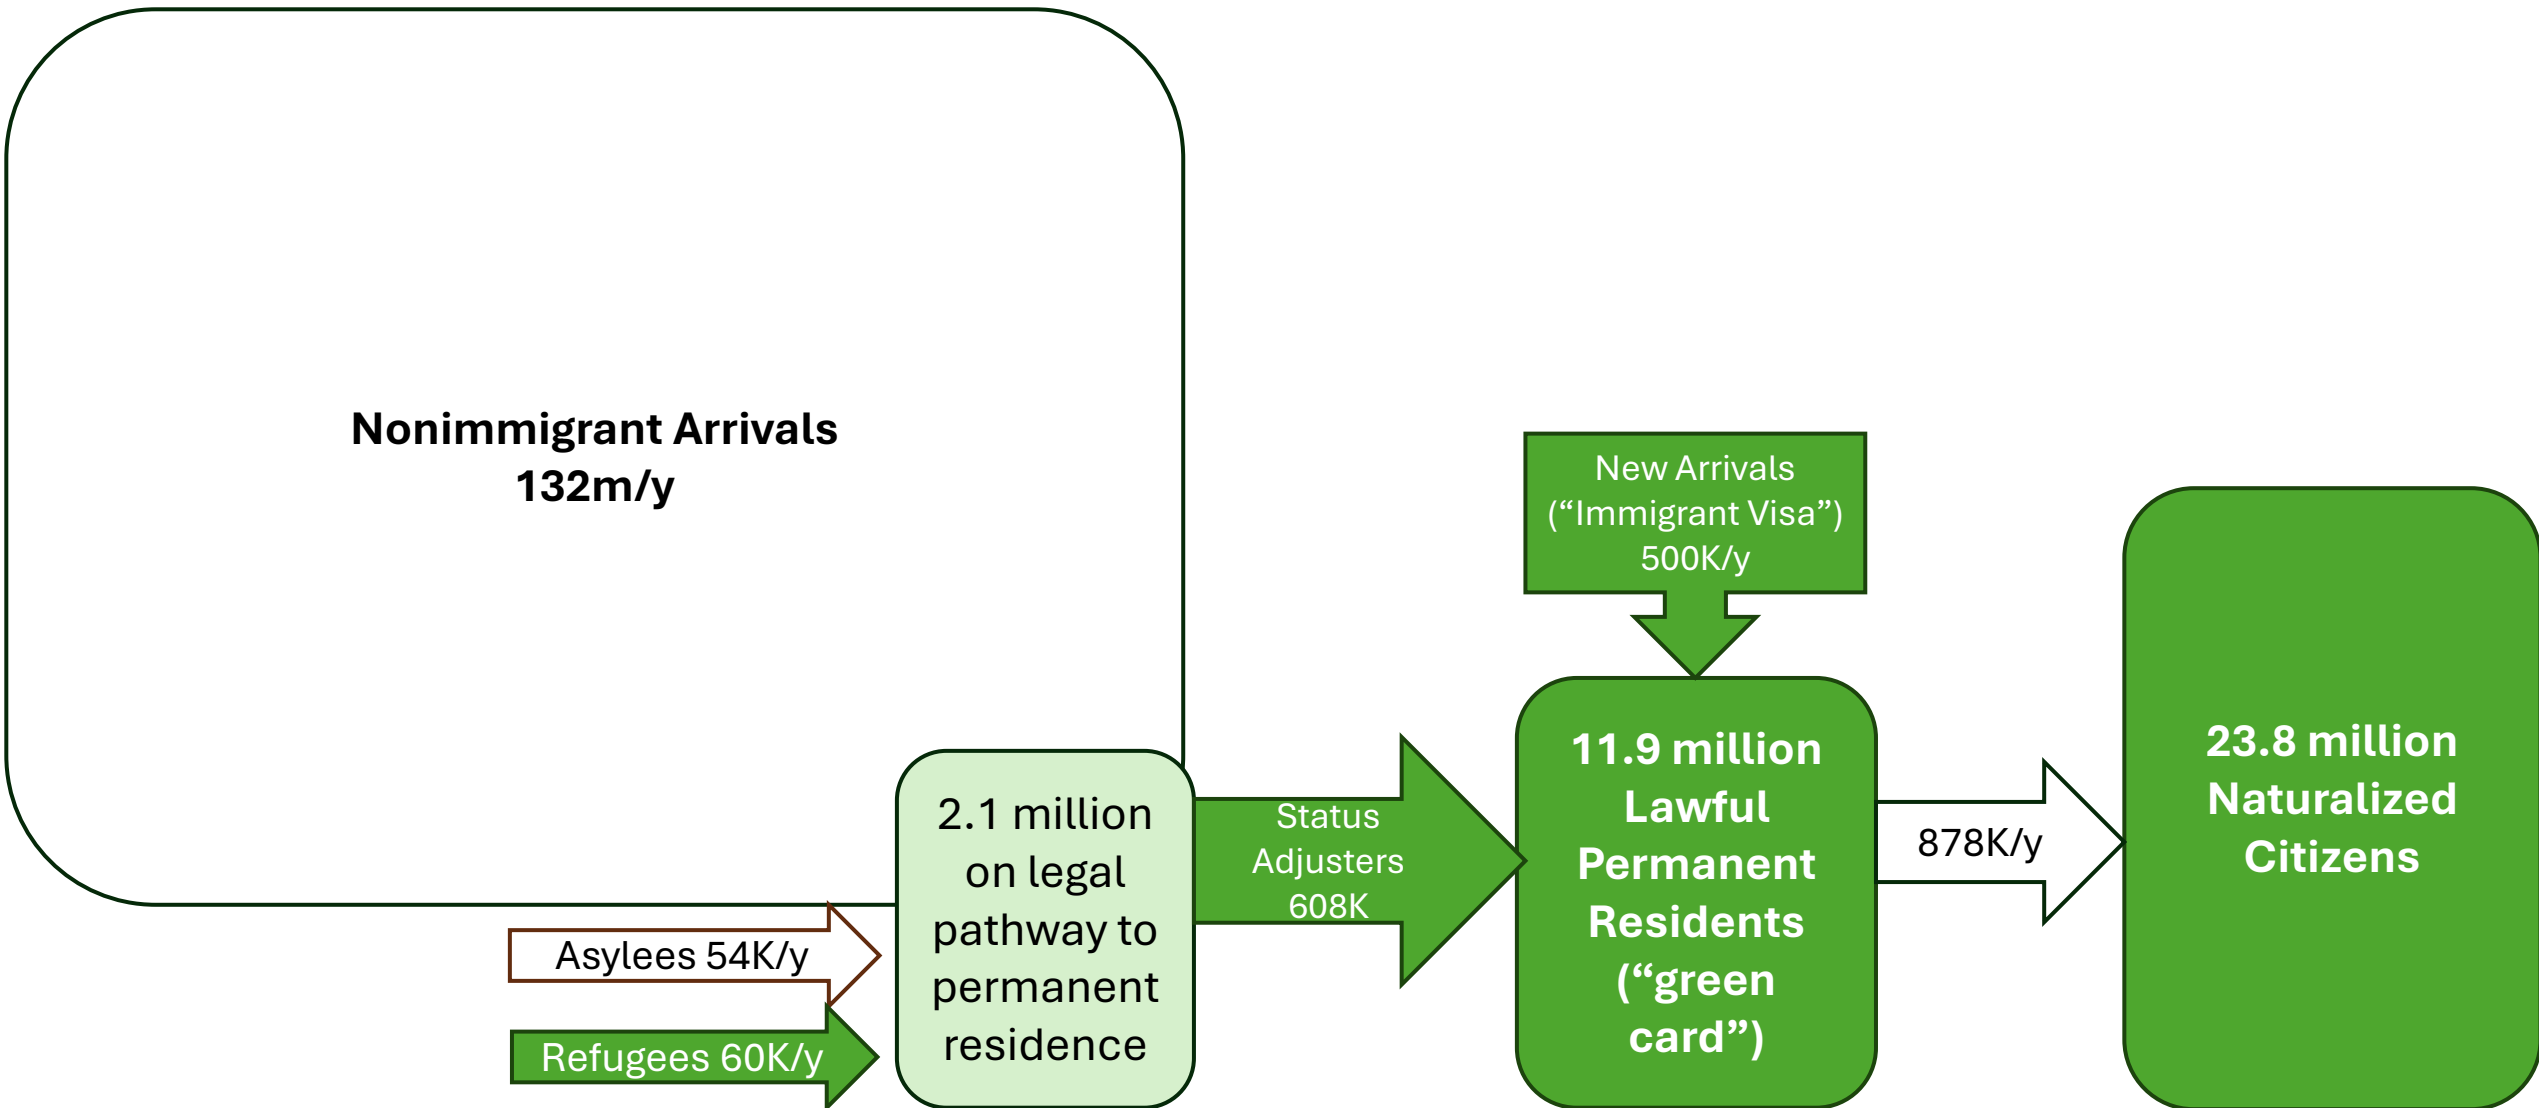 Nonimmigrant Arrivals
132m/y
New Arrivals
(“Immigrant Visa”)
500K/y
2.1 million
on legal
pathway to
permanent
residence
Asylees 54K/y
Refugees 60K/y
Status
Adjusters
608K
11.9 million
Lawful
Permanent
Residents
(“green
card”)
878K/y
23.8 million
Naturalized
Citizens